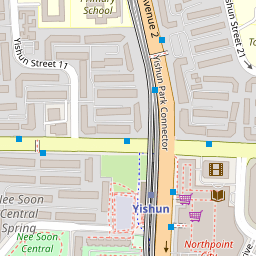 Primary
School
Avenue 2
Yishun Street 11
Yishun Street 21
Yishun Park Connector
Yishun
Nee Soon
Central
Spring
Nee Soon
Central
Northpoint
City
Drive